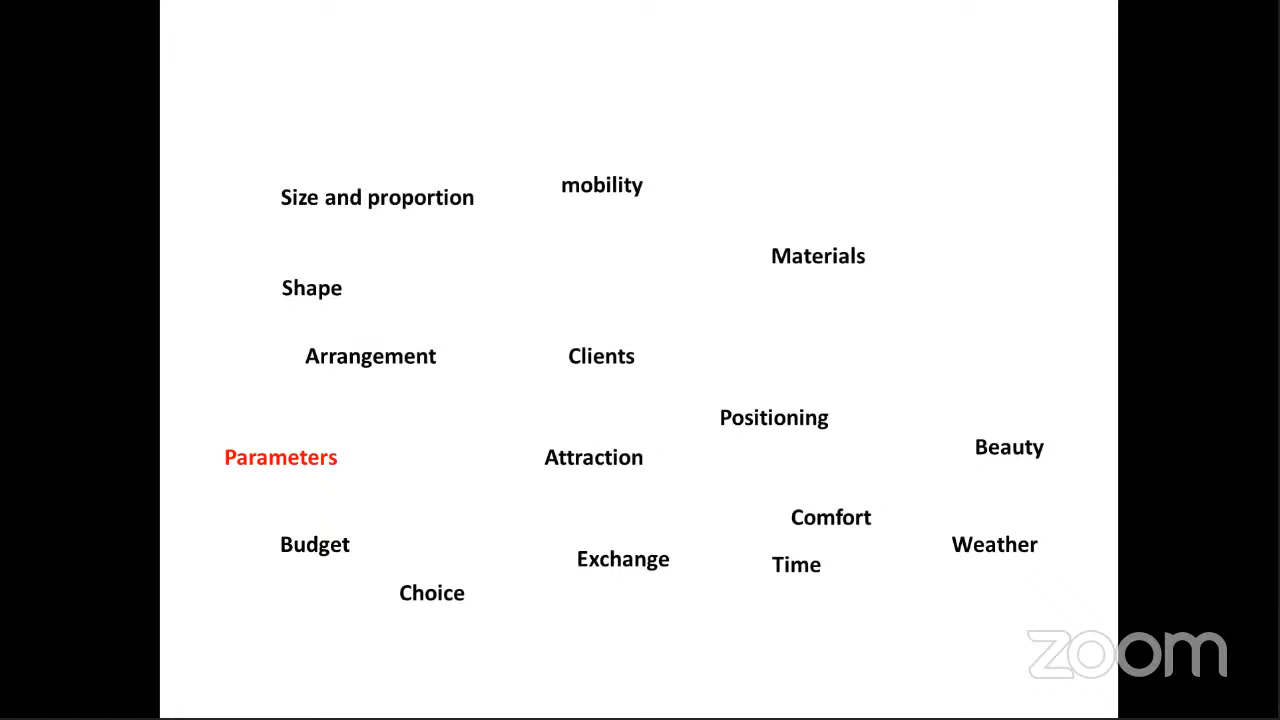 mobility
Size and proportion
Materials
Shape
Arrangement
Clients
Positioning
Beauty
Parameters
Attraction
Comfort
Budget
Weather
Exchange
Time
Choice
zoom